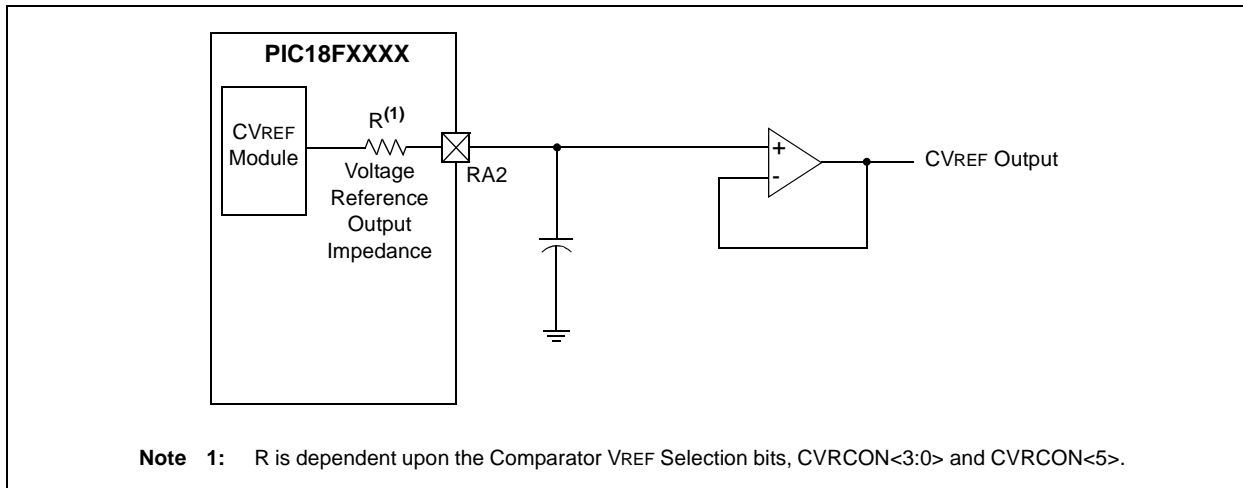 PIC18FXXXX
CVREF
Module
R(1)
Voltage
Reference
Output
Impedance
RA2
+
-
CVREF Output
Note 1: R is dependent upon the Comparator VREF Selection bits, CVRCON<3:0> and CVRCON<5>.